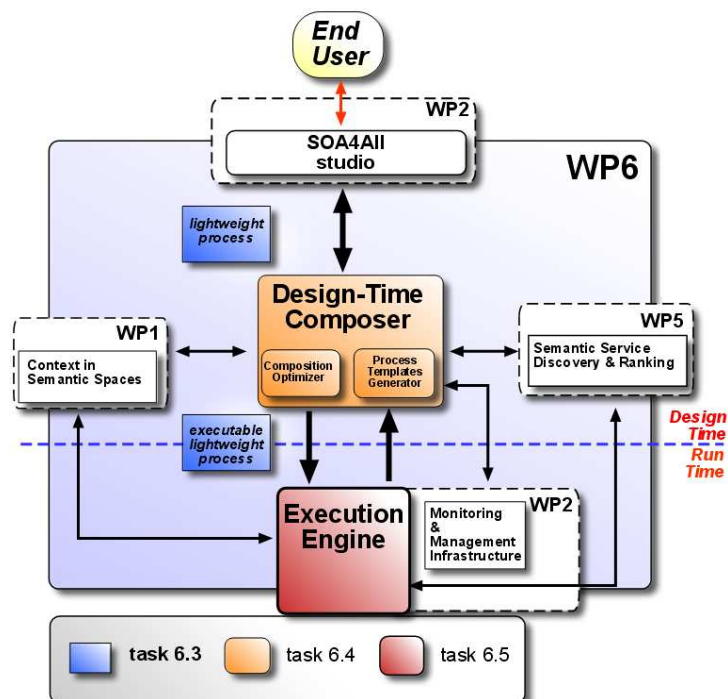 End
User
WP2
SOA4All
studio
WP6
lightweight
process
Design-Time
Composer
Composition
Optimizer
Process
Templates
Generator
WP1
Context in
Semantic Spaces
WP5
Semantic Service
Discovery & Ranking
executable
lightweight
process
Design
Time
Run
Time
Execution
Engine
WP2
Monitoring
&
Management
Infrastructure
task 6.3
task 6.4
task 6.5